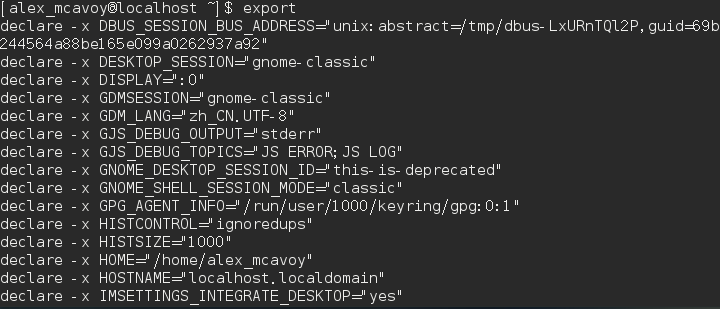 [alex_mcavoy@localhost ~]$ export
declare -x DBUS_SESSION_BUS_ADDRESS="unix:abstract=/tmp/dbus-LxURnTQl2P,guid=69b
244564a88be165e099a0262937a92"
declare -x DESKTOP_SESSION="gnome-classic"
declare -x DISPLAY=":0"
declare -x GDMSESSION="gnome-classic"
declare -x GDM_LANG="zh_CN.UTF-8"
declare -x GJS_DEBUG_OUTPUT="stderr"
declare -x GJS_DEBUG_TOPICS="JS ERROR;JS LOG"
declare -x GNOME_DESKTOP_SESSION_ID="this-is-deprecated"
declare -x GNOME_SHELL_SESSION_MODE="classic"
declare -x GPG_AGENT_INFO="/run/user/1000/keyring/gpg:0:1"
declare -x HISTCONTROL="ignoredups"
declare -x HISTSIZE="1000"
declare -x HOME="/home/alex_mcavoy"
declare -x HOSTNAME="localhost.localdomain"
declare -x IMSETTINGS_INTEGRATE_DESKTOP="yes"